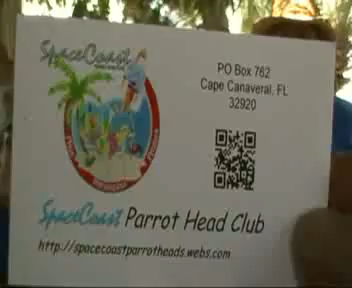 SpaceCoast
PO Box 762
Cape Canaveral, FL
32920
SpaceCoast Parrot Head Club
http://spacecoastparrotheads.webs.com